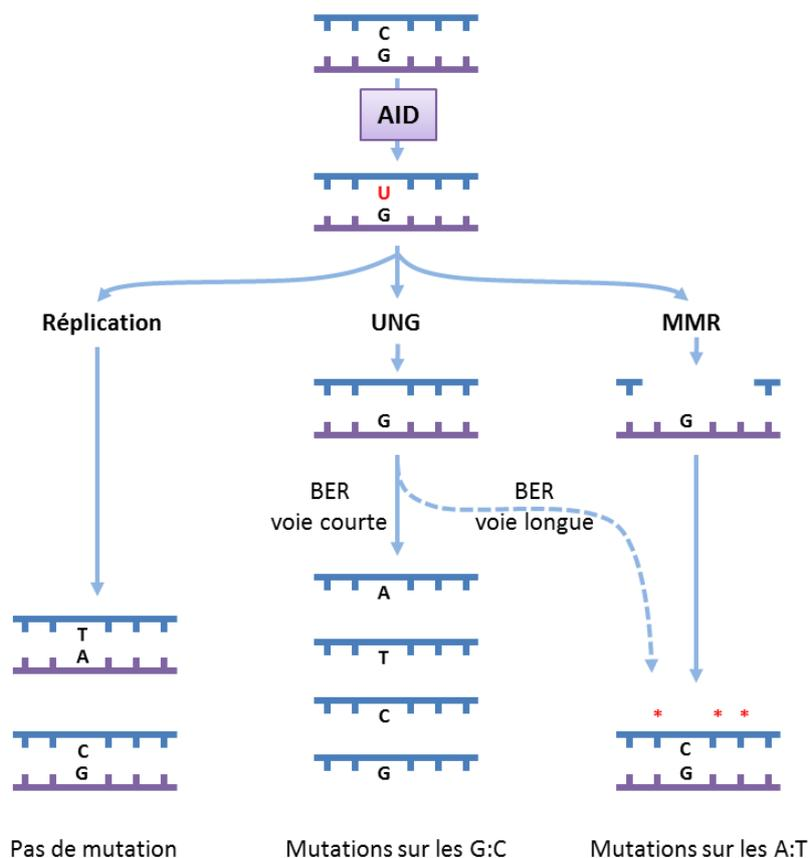 C
G
AID
U
G
Réplication UNG MMR
G G
BER
voie courte
BER
voie longue
A
T
A
T
C
G
C
G
* * *
C
G
Pas de mutation Mutations sur les G:C Mutations sur les A:T